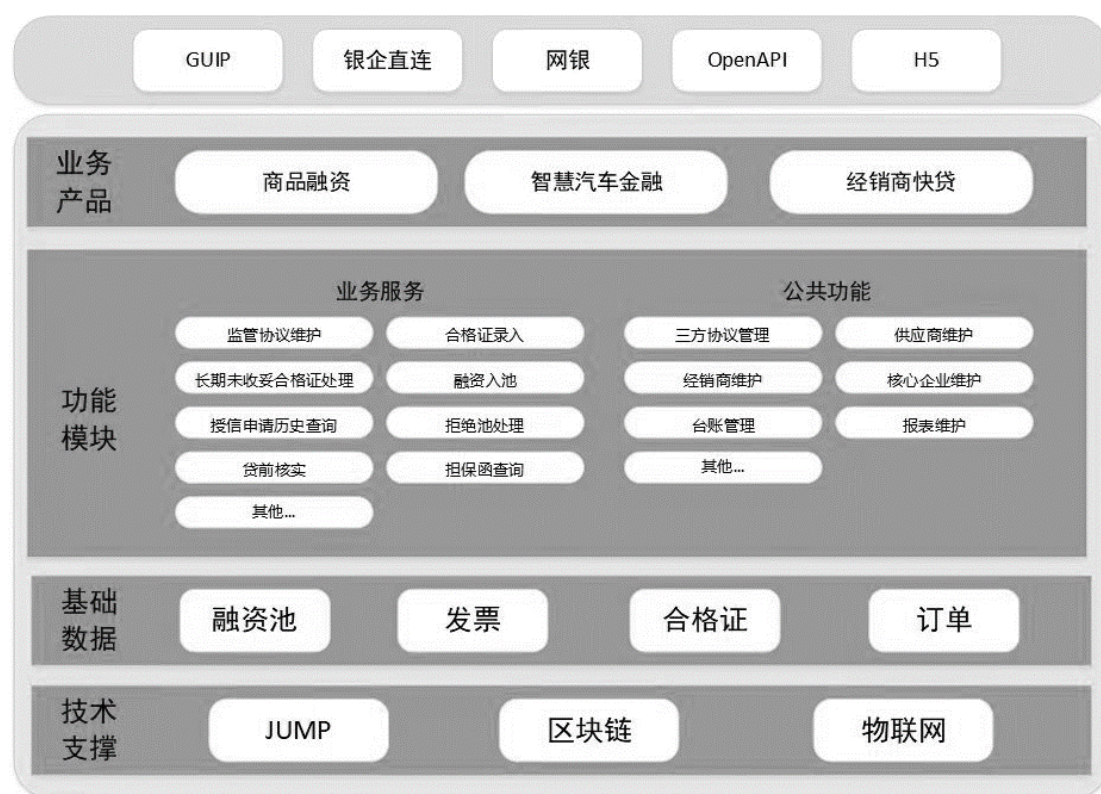 GUIP 银企直连 网银 OpenAPI H5
业务
产品
商品融资 智慧汽车金融 经销商快贷
功能
模块
业务服务
监管协议维护 合格证录入
长期未收妥合格证处理 融资入池
授信申请历史查询 拒绝池处理
贷前核实 担保函查询
其他...
公共功能
三方协议管理 供应商维护
经销商维护 核心企业维护
台账管理 报表维护
其他...
基础
数据
融资池 发票 合格证 订单
技术
支撑
JUMP 区块链 物联网